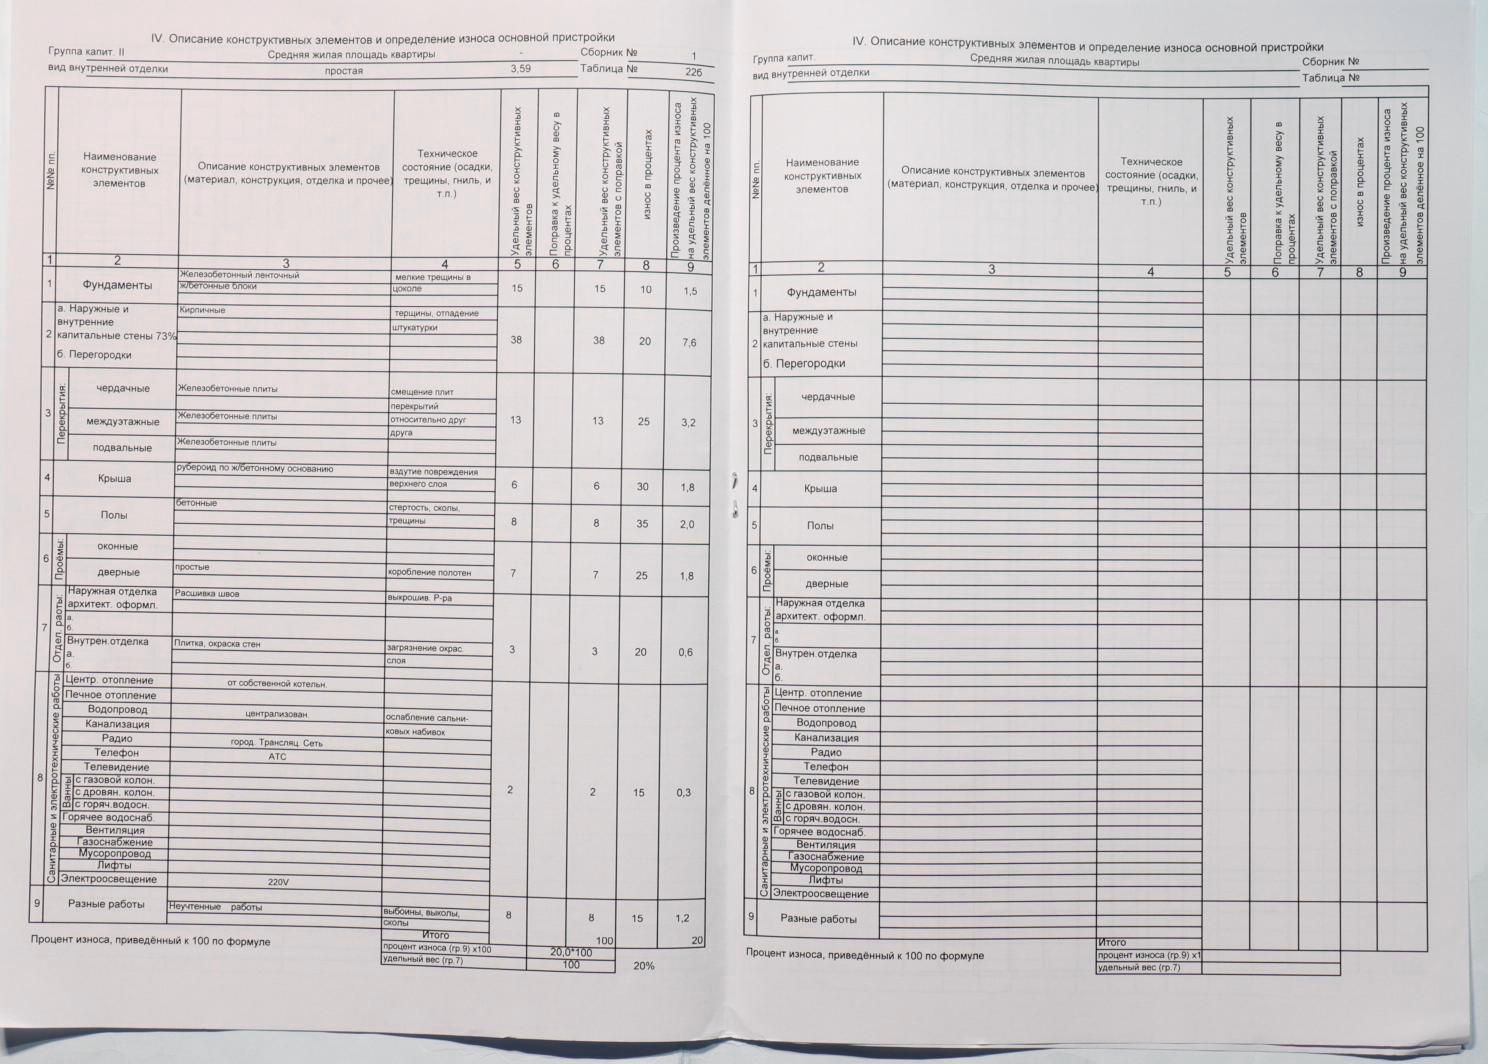 IV. Описание конструктивных элементов и определение износа основной пристройки
Группа капит. II Средняя жилая площадь квартиры - Сборник № 1
вид внутренней отделки простая 3,59 Таблица № 226
№№ пп.
Наименование конструктивных элементов
Описание конструктивных элементов (материал, конструкция, отделка и прочее)
Техническое состояние (осадки, трещины, гниль, и т.п.)
Удельный вес конструктивных элементов
Поправка к удельному весу в процентах
Удельный вес конструктивных элементов с поправкой
износ в процентах
Произведение процента износа на удельный вес конструктивных элементов делённое на 100
1 2 3 4 5 6 7 8 9
1 Фундаменты
Железобетонный ленточный
ж/бетонные блоки
мелкие трещины в
цоколе
15 15 10 1,5
2
а. Наружные и
внутренние
капитальные стены 73%
б. Перегородки
Кирпичные
терщины, отпадение
штукатурки
38 38 20 7,6
3 Перекрытия:
чердачные
Железобетонные плиты
смещение плит
перекрытий
междуэтажные
Железобетонные плиты
относительно друг
друга
подвальные
Железобетонные плиты
13 13 25 3,2
4 Крыша
рубероид по ж/бетонному основанию
вздутие повреждения
верхнего слоя
6 6 30 1,8
5 Полы
бетонные
стертость, сколы,
трещины
8 8 35 2,0
6 Проёмы:
оконные
дверные
простые
коробление полотен
7 7 25 1,8
7 Отдел. раоты:
Наружная отделка
архитект. оформл.
а.
б.
Расшивка швов
выкрошив. Р-ра
Внутрен.отделка
а.
б.
Плитка, окраска стен
загрязнение окрас.
слоя
3 3 20 0,6
8 Санитарные и электротехнические работы
Центр. отопление от собственной котельн.
Печное отопление
Водопровод централизован. ослабление сальни-
Канализация ковых набивок
Радио город. Трансляц. Сеть
Телефон АТС
Телевидение
Ванны
с газовой колон.
с дровян. колон.
с горяч.водосн.
2 2 15 0,3
Горячее водоснаб.
Вентиляция
Газоснабжение
Мусоропровод
Лифты
Электроосвещение 220V
9 Разные работы
Неучтенные работы
выбоины, выколы,
сколы
8 8 15 1,2
Итого 100 20
Процент износа, приведённый к 100 по формуле
процент износа (гр.9) х100 20,0*100
удельный вес (гр.7) 100 20%
IV. Описание конструктивных элементов и определение износа основной пристройки
Группа капит. Средняя жилая площадь квартиры Сборник №
вид внутренней отделки Таблица №
№№ пп.
Наименование конструктивных элементов
Описание конструктивных элементов (материал, конструкция, отделка и прочее)
Техническое состояние (осадки, трещины, гниль, и т.п.)
Удельный вес конструктивных элементов
Поправка к удельному весу в процентах
Удельный вес конструктивных элементов с поправкой
износ в процентах
Произведение процента износа на удельный вес конструктивных элементов делённое на 100
1 2 3 4 5 6 7 8 9
1 Фундаменты
2
а. Наружные и
внутренние
капитальные стены
б. Перегородки
3 Перекрытия:
чердачные
междуэтажные
подвальные
4 Крыша
5 Полы
6 Проёмы:
оконные
дверные
7 Отдел. раоты:
Наружная отделка
архитект. оформл.
а.
б.
Внутрен.отделка
а.
б.
8 Санитарные и электротехнические работы
Центр. отопление
Печное отопление
Водопровод
Канализация
Радио
Телефон
Телевидение
Ванны
с газовой колон.
с дровян. колон.
с горяч.водосн.
Горячее водоснаб.
Вентиляция
Газоснабжение
Мусоропровод
Лифты
Электроосвещение
9 Разные работы
Итого
Процент износа, приведённый к 100 по формуле
процент износа (гр.9) х1
удельный вес (гр.7)